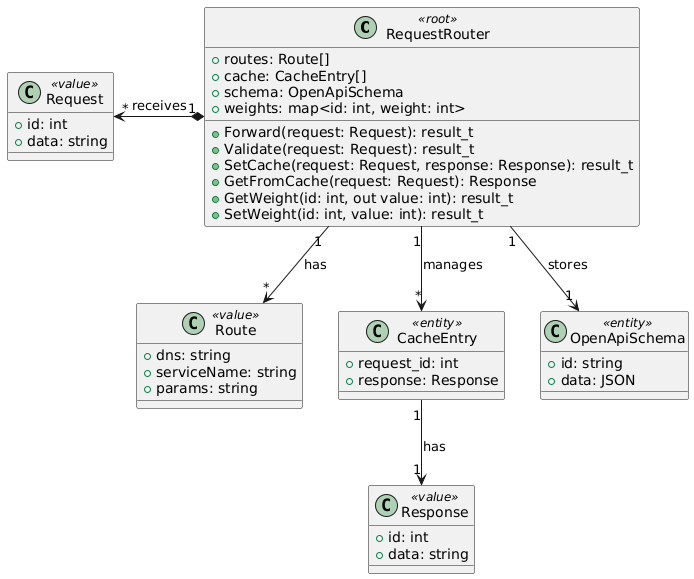 C «root» RequestRouter
routes: Route[]
cache: CacheEntry[]
schema: OpenApiSchema
weights: map<id: int, weight: int>
Forward(request: Request): result_t
Validate(request: Request): result_t
SetCache(request: Request, response: Response): result_t
GetFromCache(request: Request): Response
GetWeight(id: int, out value: int): result_t
SetWeight(id: int, value: int): result_t
C «value» Request
id: int
data: string
* receives 1
1
has
*
1
manages
*
1
stores
1
C «value» Route
dns: string
serviceName: string
params: string
C «entity» CacheEntry
request_id: int
response: Response
C «entity» OpenApiSchema
id: string
data: JSON
1
has
1
C «value» Response
id: int
data: string